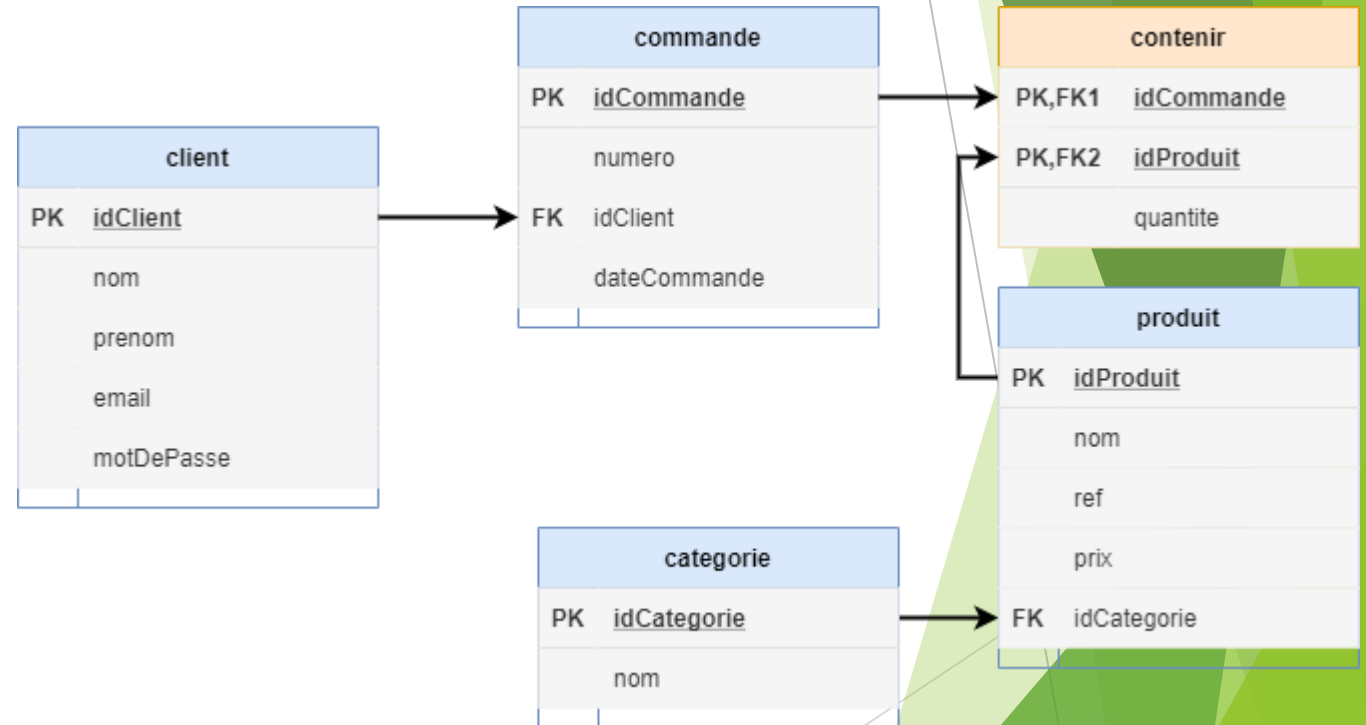 client
PK idClient
nom
prenom
email
motDePasse
commande
PK idCommande
numero
FK idClient
dateCommande
contenir
PK,FK1 idCommande
PK,FK2 idProduit
quantite
produit
PK idProduit
nom
ref
prix
FK idCategorie
categorie
PK idCategorie
nom